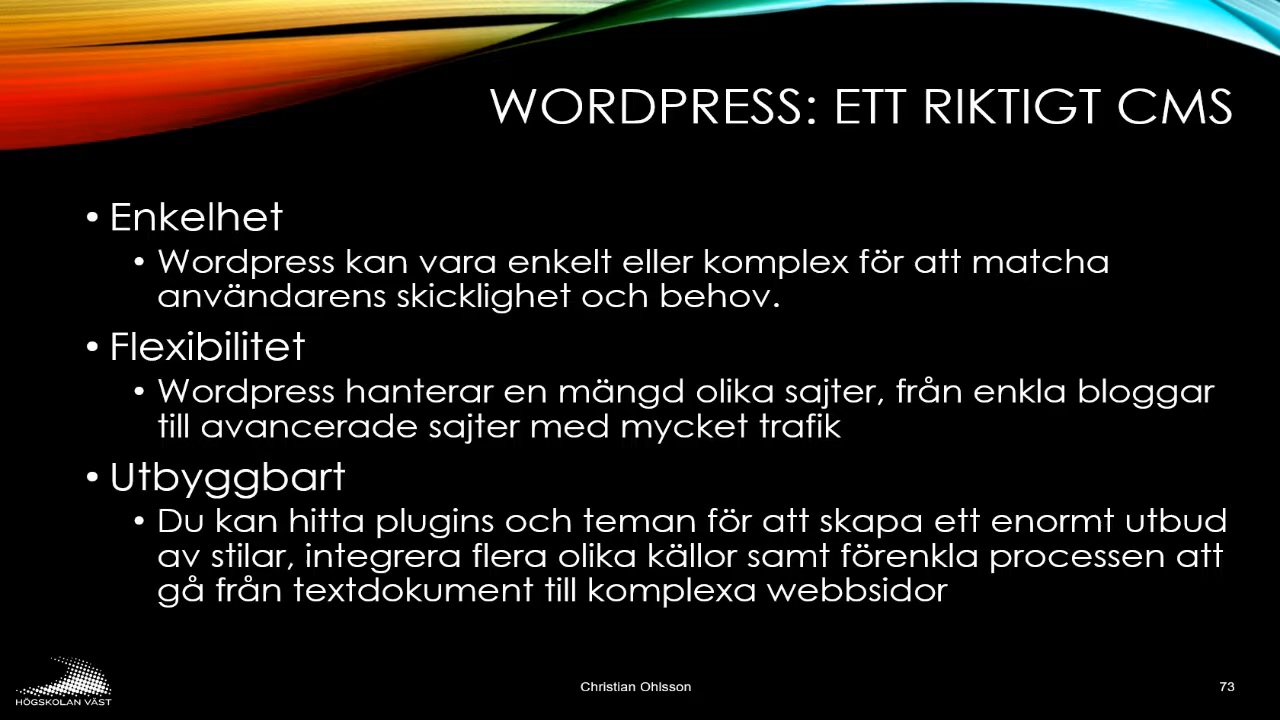 WORDPRESS: ETT RIKTIGT CMS
• Enkelhet
• Wordpress kan vara enkelt eller komplex för att matcha
användarens skicklighet och behov.
• Flexibilitet
• Wordpress hanterar en mängd olika sajter, från enkla bloggar
till avancerade sajter med mycket trafik
• Utbyggbart
• Du kan hitta plugins och teman för att skapa ett enormt utbud
av stilar, integrera flera olika källor samt förenkla processen att
gå från textdokument till komplexa webbsidor
HÖGSKOLAN VÄST
Christian Ohlsson
73